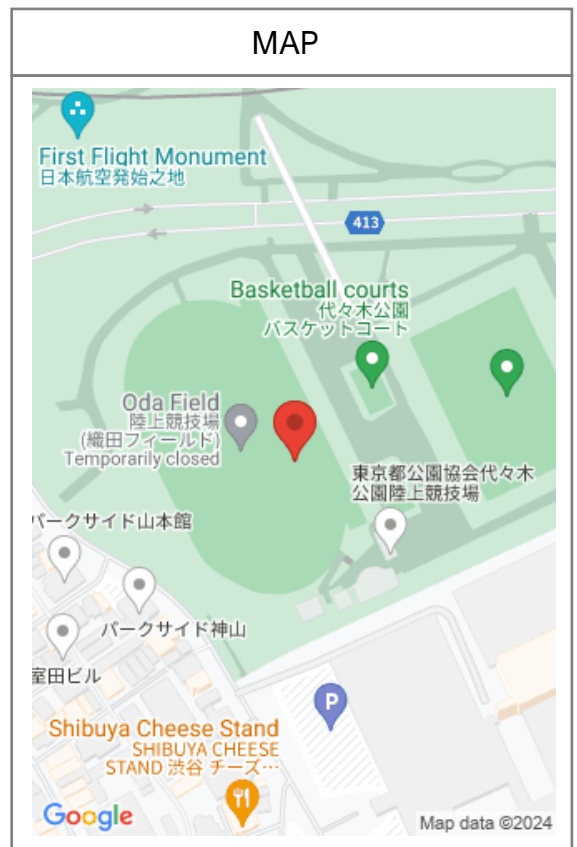 MAP
First Flight Monument
日本航空発始之地
413
Basketball courts
代々木公園
バスケットコート
Oda Field
陸上競技場
(織田フィールド)
Temporarily closed
東京都公園協会代々木
公園陸上競技場
パークサイド山本館
パークサイド神山
室田ビル
P
Shibuya Cheese Stand
SHIBUYA CHEESE
STAND 渋谷 チーズ…
Google
Map data ©2024